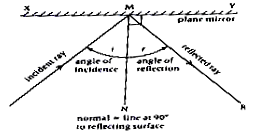 X M Y
plane mirror
i r
incident ray
angle of incidence
angle of reflection
reflected ray
N R
normal = line at 90°
to reflecting surface